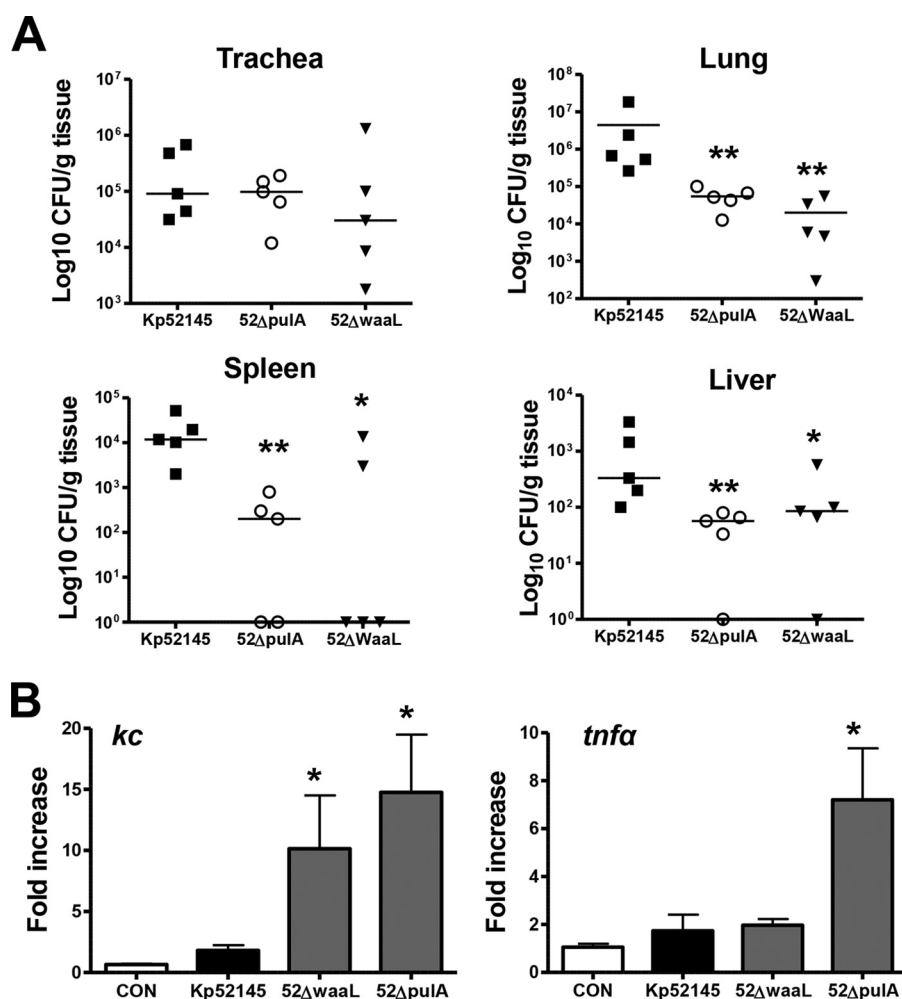 A
Trachea
Log10 CFU/g tissue
10⁷
10⁶
10⁵
10⁴
10³
Kp52145 52ΔpulA 52ΔwaaL
Lung
Log₁₀ CFU/g tissue
10⁸
10⁷
10⁶
10⁵
10⁴
10³
10²
** **
Kp52145 52ΔpulA 52ΔWaaL
Spleen
Log10 CFU/g tissue
10⁵
10⁴
10³
10²
10¹
10⁰
** *
Kp52145 52ΔpulA 52ΔWaaL
Liver
Log₁₀ CFU/g tissue
10⁴
10³
10²
10¹
10⁰
** *
Kp52145 52ΔpulA 52ΔwaaL
B
kc
Fold increase
20
15
10
5
0
* *
CON Kp52145 52ΔwaaL 52ΔpulA
tnfα
Fold increase
10
8
6
4
2
0
*
CON Kp52145 52ΔwaaL 52ΔpulA